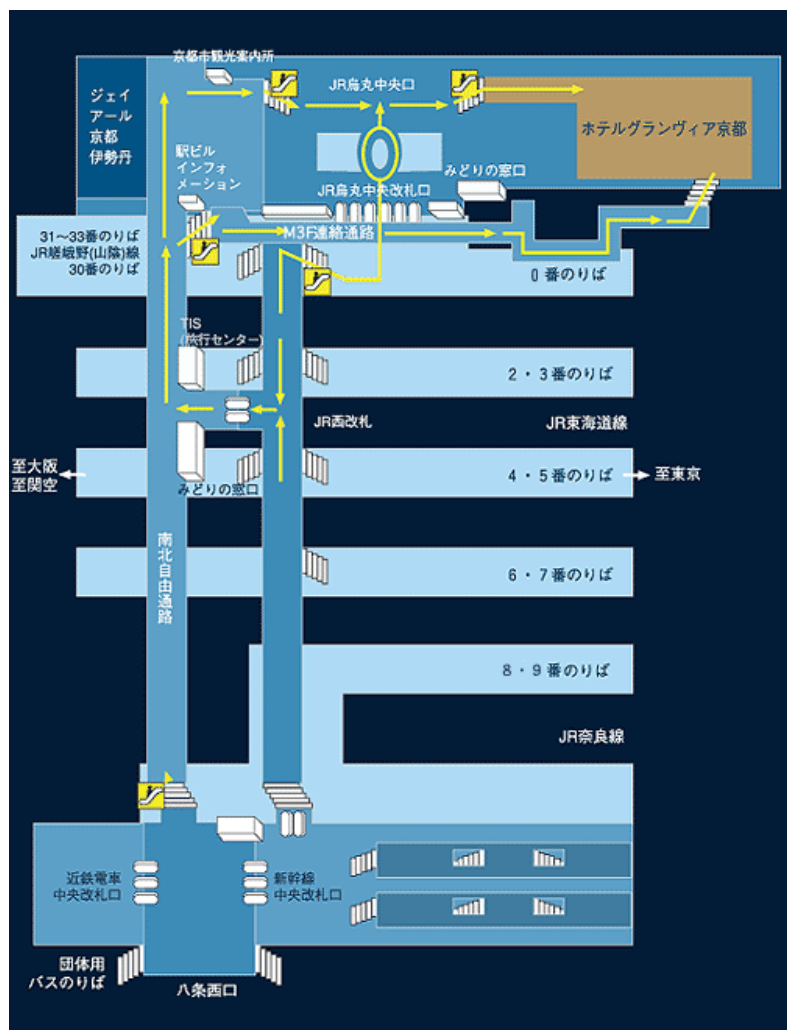 京都市観光案内所
JR烏丸中央口
ジェイ
アール
京都
伊勢丹
ホテルグランヴィア京都
駅ビル
インフォ
メーション
みどりの窓口
JR烏丸中央改札口
M3F連絡通路
31～33番のりば
JR嵯峨野(山陰)線
30番のりば
0番のりば
TIS
(旅行センター)
2・3番のりば
JR西改札
JR東海道線
至大阪
至関空
4・5番のりば
至東京
みどりの窓口
南北自由通路
6・7番のりば
8・9番のりば
JR奈良線
近鉄電車
中央改札口
新幹線
中央改札口
団体用
バスのりば
八条西口